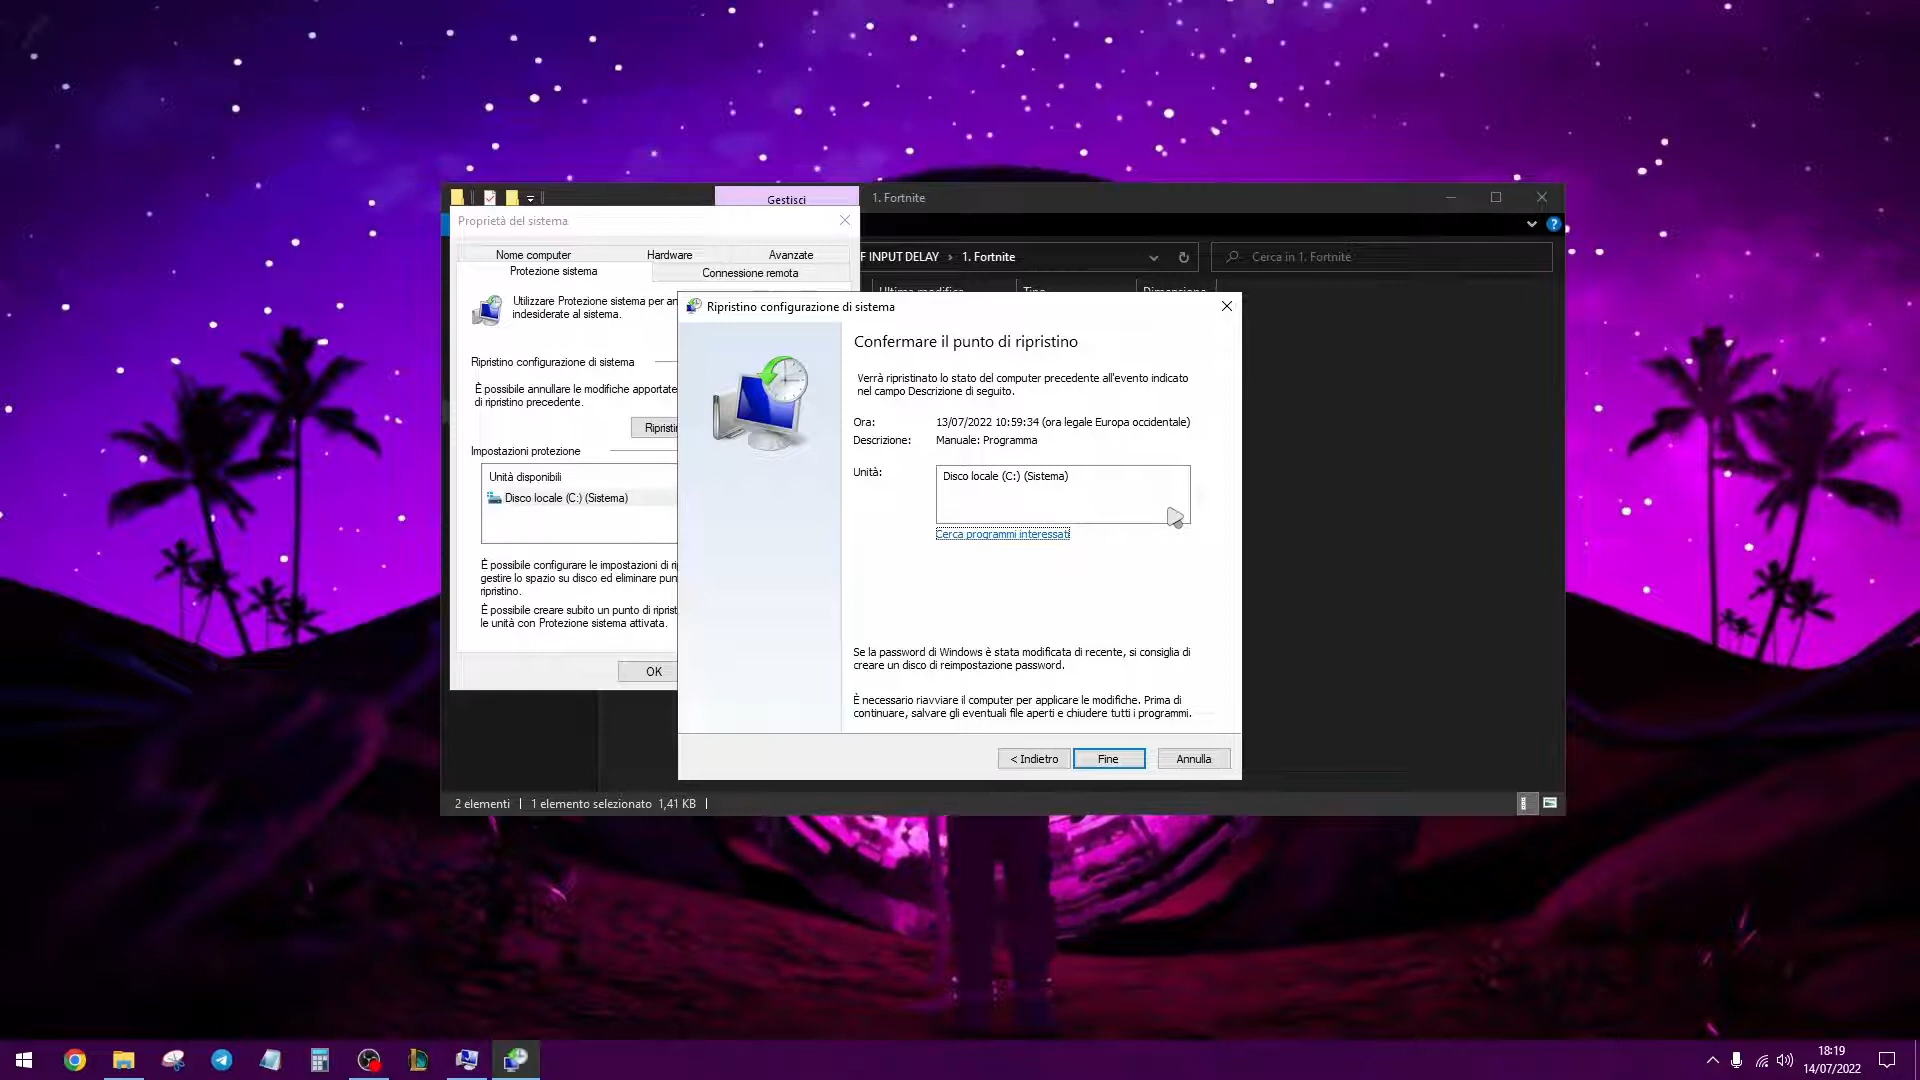 Gestisci
1. Fortnite
Proprietà del sistema
Nome computer
Hardware
Avanzate
Protezione sistema
Connessione remota
F INPUT DELAY
1. Fortnite
Cerca in 1. Fortnite
Utilizzare Protezione sistema per
indesiderate al sistema.
Ripristino configurazione di sistema
È possibile annullare le modifiche apportate
di ripristino precedente.
Impostazioni protezione
Unità disponibili
Disco locale (C:) (Sistema)
È possibile configurare le impostazioni di
gestire lo spazio su disco ed eliminare
ripristino.
È possibile creare subito un punto di
le unità con Protezione sistema attivata.
OK
Ripristino configurazione di sistema
Confermare il punto di ripristino
Verrà ripristinato lo stato del computer precedente all'evento indicato
nel campo Descrizione di seguito.
Ora: 13/07/2022 10:59:34 (ora legale Europa occidentale)
Descrizione: Manuale: Programma
Unità: Disco locale (C:) (Sistema)
Cerca programmi interessati
Se la password di Windows è stata modificata di recente, si consiglia di
creare un disco di reimpostazione password.
È necessario riavviare il computer per applicare le modifiche. Prima di
continuare, salvare gli eventuali file aperti e chiudere tutti i programmi.
< Indietro
Fine
Annulla
2 elementi
1 elemento selezionato 1,41 KB
18:19
14/07/2022